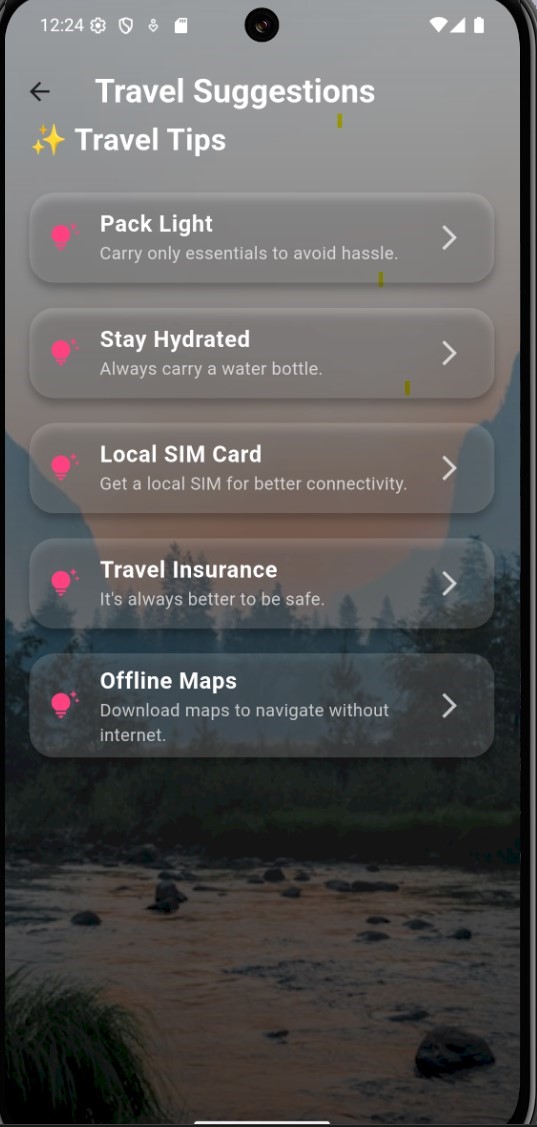 12:24
Travel Suggestions
✨ Travel Tips
Pack Light
Carry only essentials to avoid hassle.
Stay Hydrated
Always carry a water bottle.
Local SIM Card
Get a local SIM for better connectivity.
Travel Insurance
It's always better to be safe.
Offline Maps
Download maps to navigate without
internet.